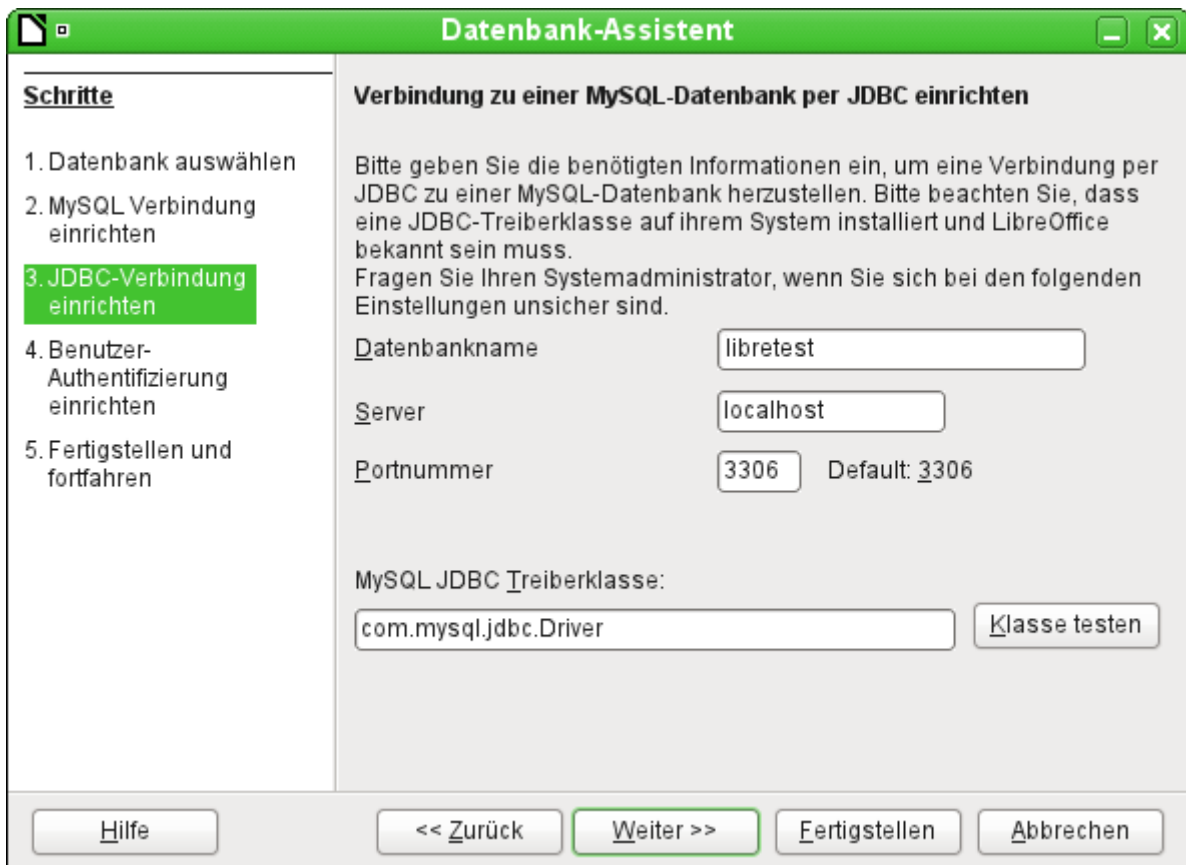 Datenbank-Assistent
Schritte
1. Datenbank auswählen
2. MySQL Verbindung
einrichten
3. JDBC-Verbindung
einrichten
4. Benutzer-
Authentifizierung
einrichten
5. Fertigstellen und
fortfahren
Verbindung zu einer MySQL-Datenbank per JDBC einrichten
Bitte geben Sie die benötigten Informationen ein, um eine Verbindung per
JDBC zu einer MySQL-Datenbank herzustellen. Bitte beachten Sie, dass
eine JDBC-Treiberklasse auf ihrem System installiert und LibreOffice
bekannt sein muss.
Fragen Sie Ihren Systemadministrator, wenn Sie sich bei den folgenden
Einstellungen unsicher sind.
Datenbankname libretest
Server localhost
Portnummer 3306 Default: 3306
MySQL JDBC Treiberklasse:
com.mysql.jdbc.Driver Klasse testen
Hilfe << Zurück Weiter >> Fertigstellen Abbrechen